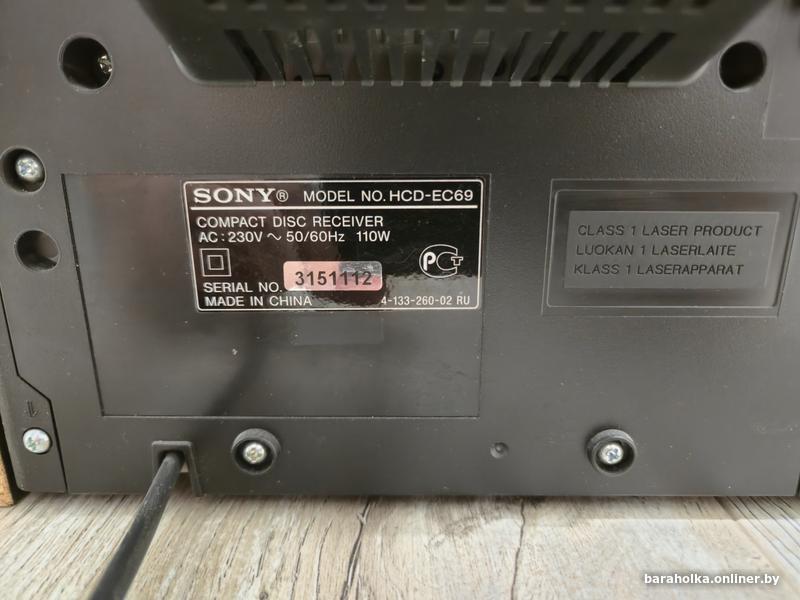 SONY® MODEL NO. HCD-EC69
COMPACT DISC RECEIVER
AC : 230V ~ 50/60Hz 110W
РСТ
SERIAL NO. 3151112
MADE IN CHINA 4-133-260-02 RU
CLASS 1 LASER PRODUCT
LUOKAN 1 LASERLAITE
KLASS 1 LASERAPPARAT
baraholka.onliner.by